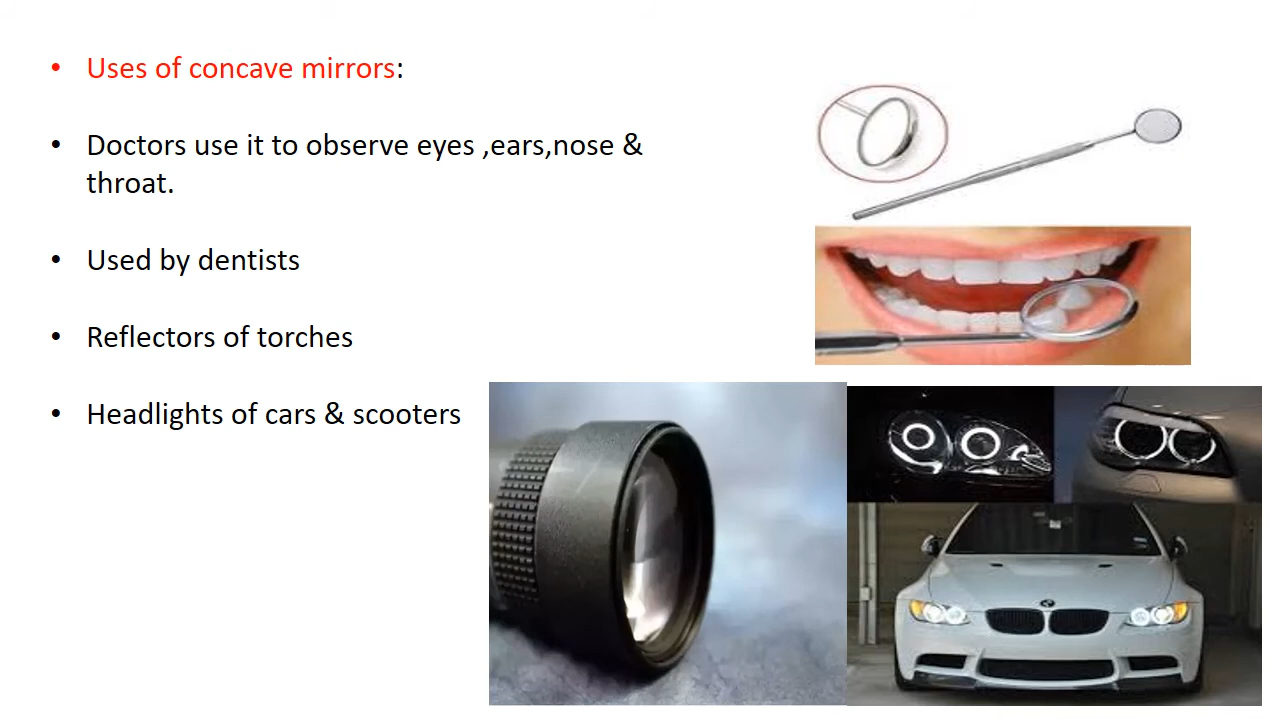 • Uses of concave mirrors:
• Doctors use it to observe eyes ,ears,nose &
throat.
• Used by dentists
• Reflectors of torches
• Headlights of cars & scooters